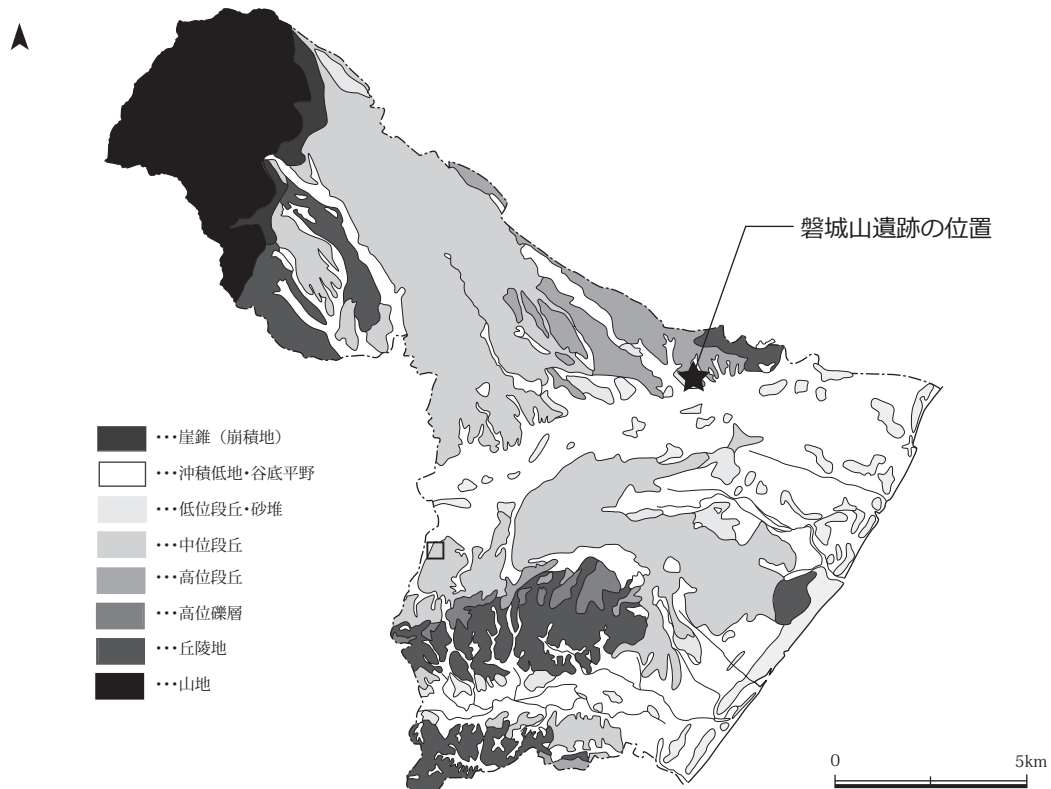 磐城山遺跡の位置
･･･崖錐（崩積地）
･･･沖積低地･谷底平野
･･･低位段丘･砂堆
･･･中位段丘
･･･高位段丘
･･･高位礫層
･･･丘陵地
･･･山地
0 5km